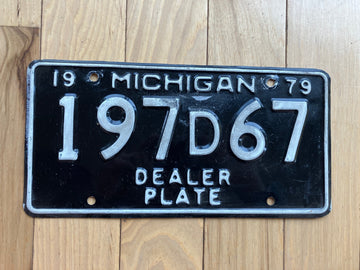 19 MICHIGAN 79
197D67
DEALER
PLATE